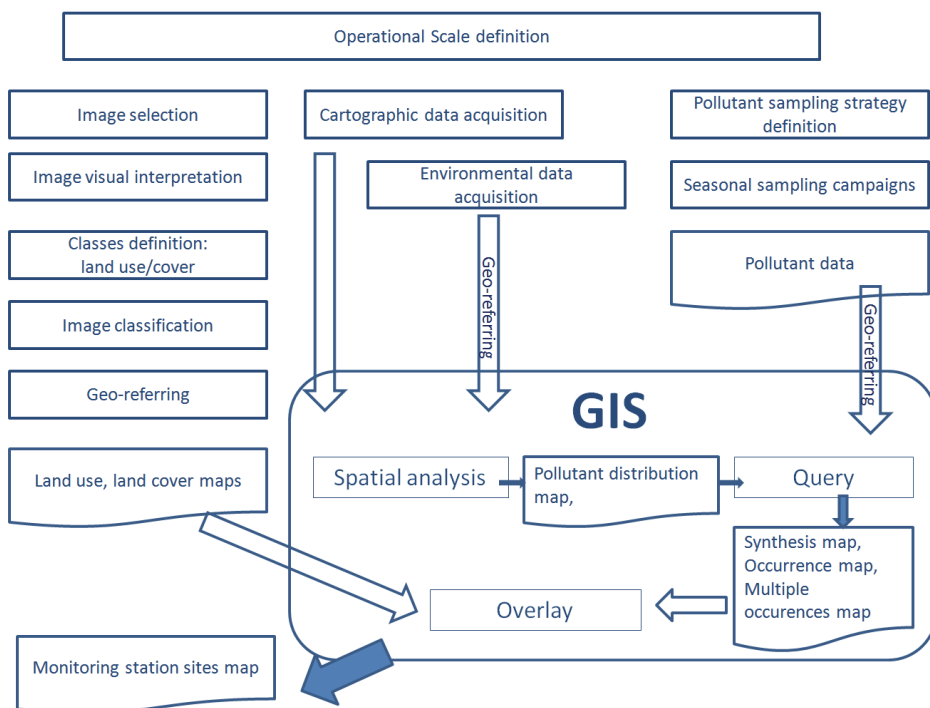 Operational Scale definition
Image selection
Cartographic data acquisition
Pollutant sampling strategy
definition
Image visual interpretation
Environmental data
acquisition
Seasonal sampling campaigns
Classes definition:
land use/cover
Geo-referring
Pollutant data
Image classification
Geo-referring
Geo-referring
GIS
Land use, land cover maps
Spatial analysis
Pollutant distribution
map,
Query
Synthesis map,
Occurrence map,
Multiple
occurences map
Overlay
Monitoring station sites map